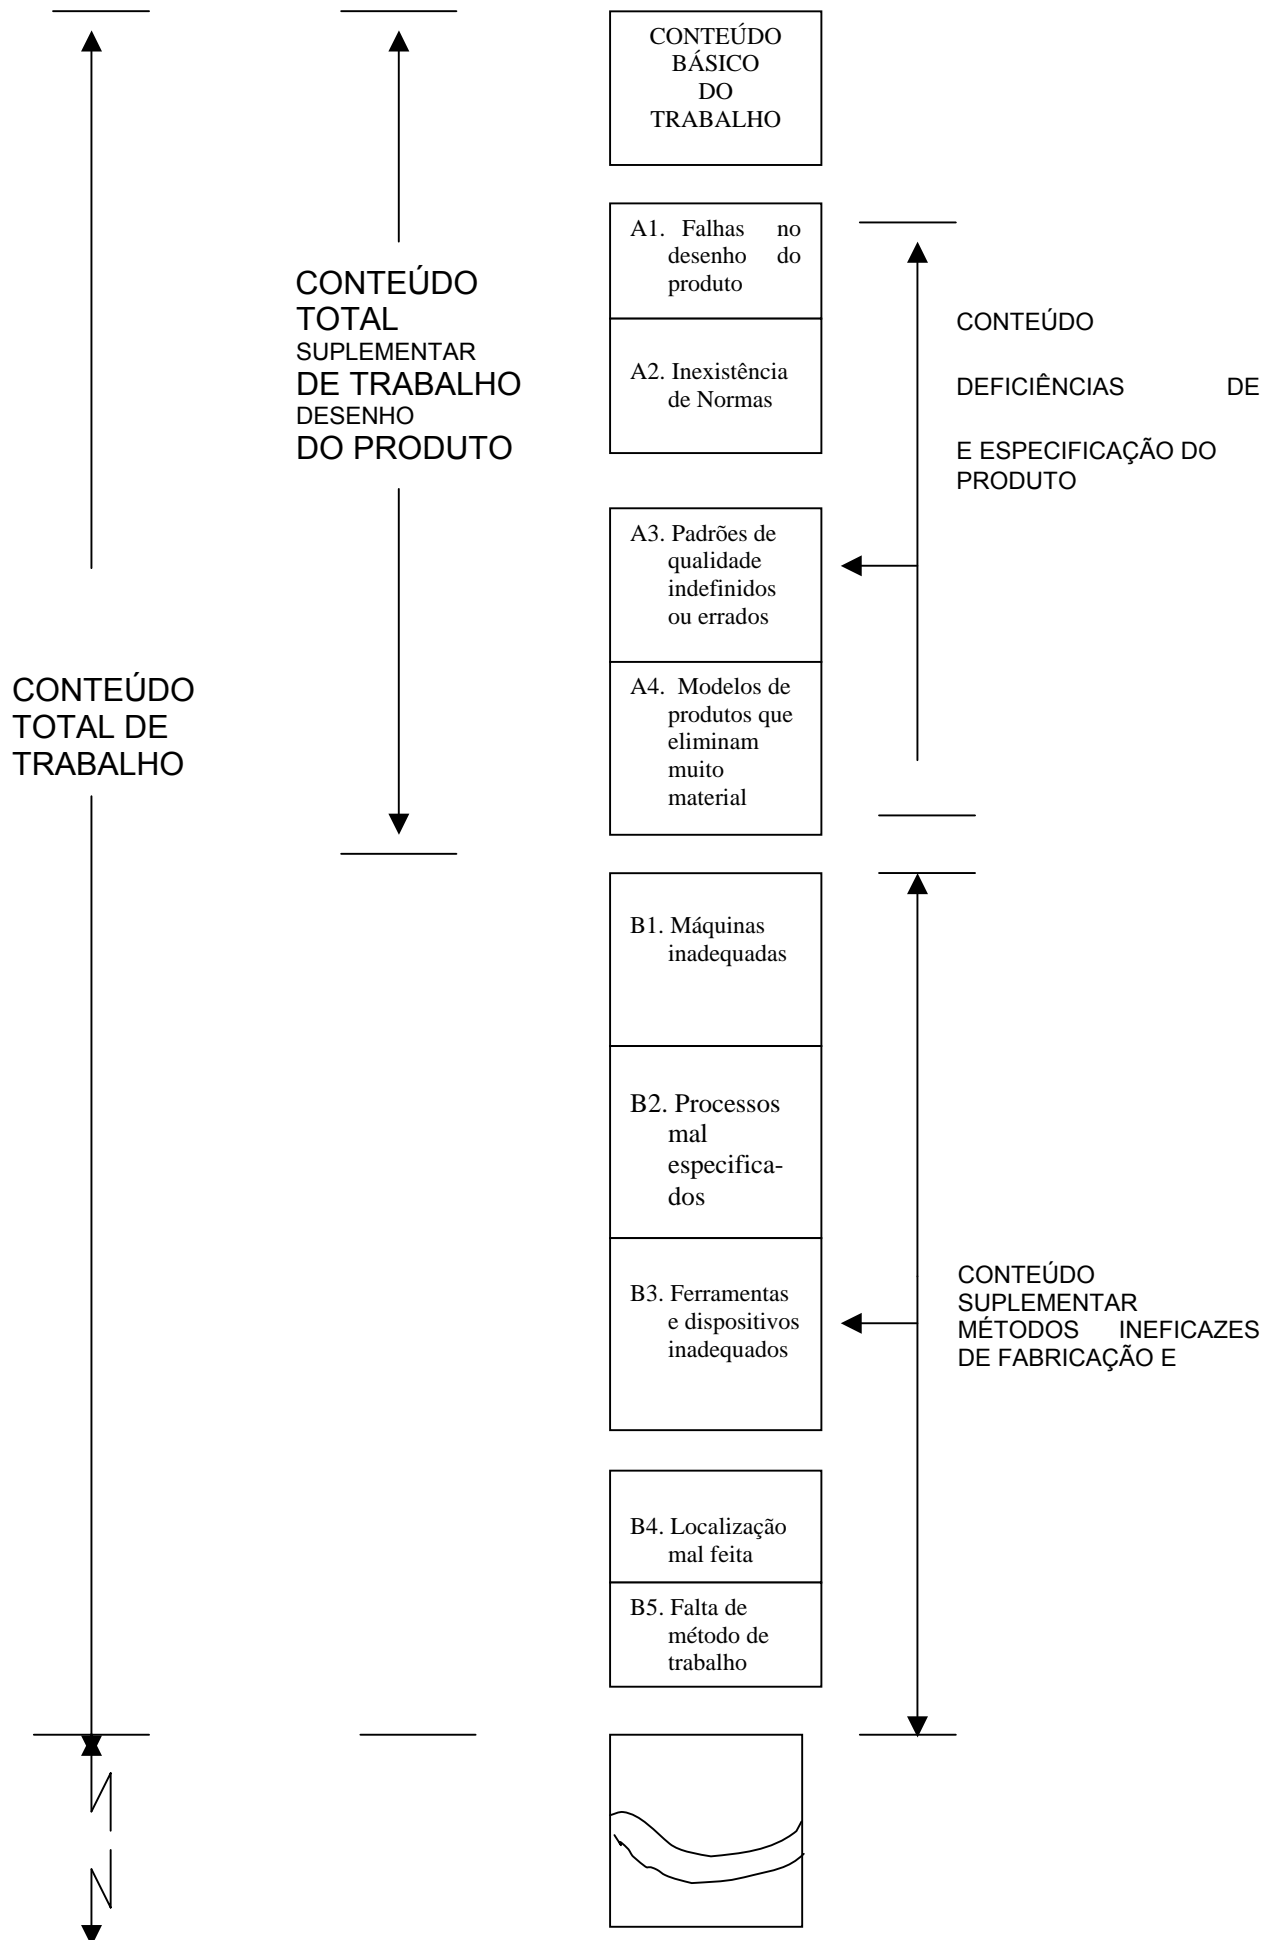 CONTEÚDO
BÁSICO
DO
TRABALHO
A1. Falhas no
desenho do
produto
A2. Inexistência
de Normas
CONTEÚDO
TOTAL
SUPLEMENTAR
DE TRABALHO
DESENHO
DO PRODUTO
CONTEÚDO
DEFICIÊNCIAS DE
E ESPECIFICAÇÃO DO
PRODUTO
A3. Padrões de
qualidade
indefinidos
ou errados
A4. Modelos de
produtos que
eliminam
muito
material
CONTEÚDO
TOTAL DE
TRABALHO
B1. Máquinas
inadequadas
B2. Processos
mal
especifica-
dos
B3. Ferramentas
e dispositivos
inadequados
CONTEÚDO
SUPLEMENTAR
MÉTODOS INEFICAZES
DE FABRICAÇÃO E
B4. Localização
mal feita
B5. Falta de
método de
trabalho